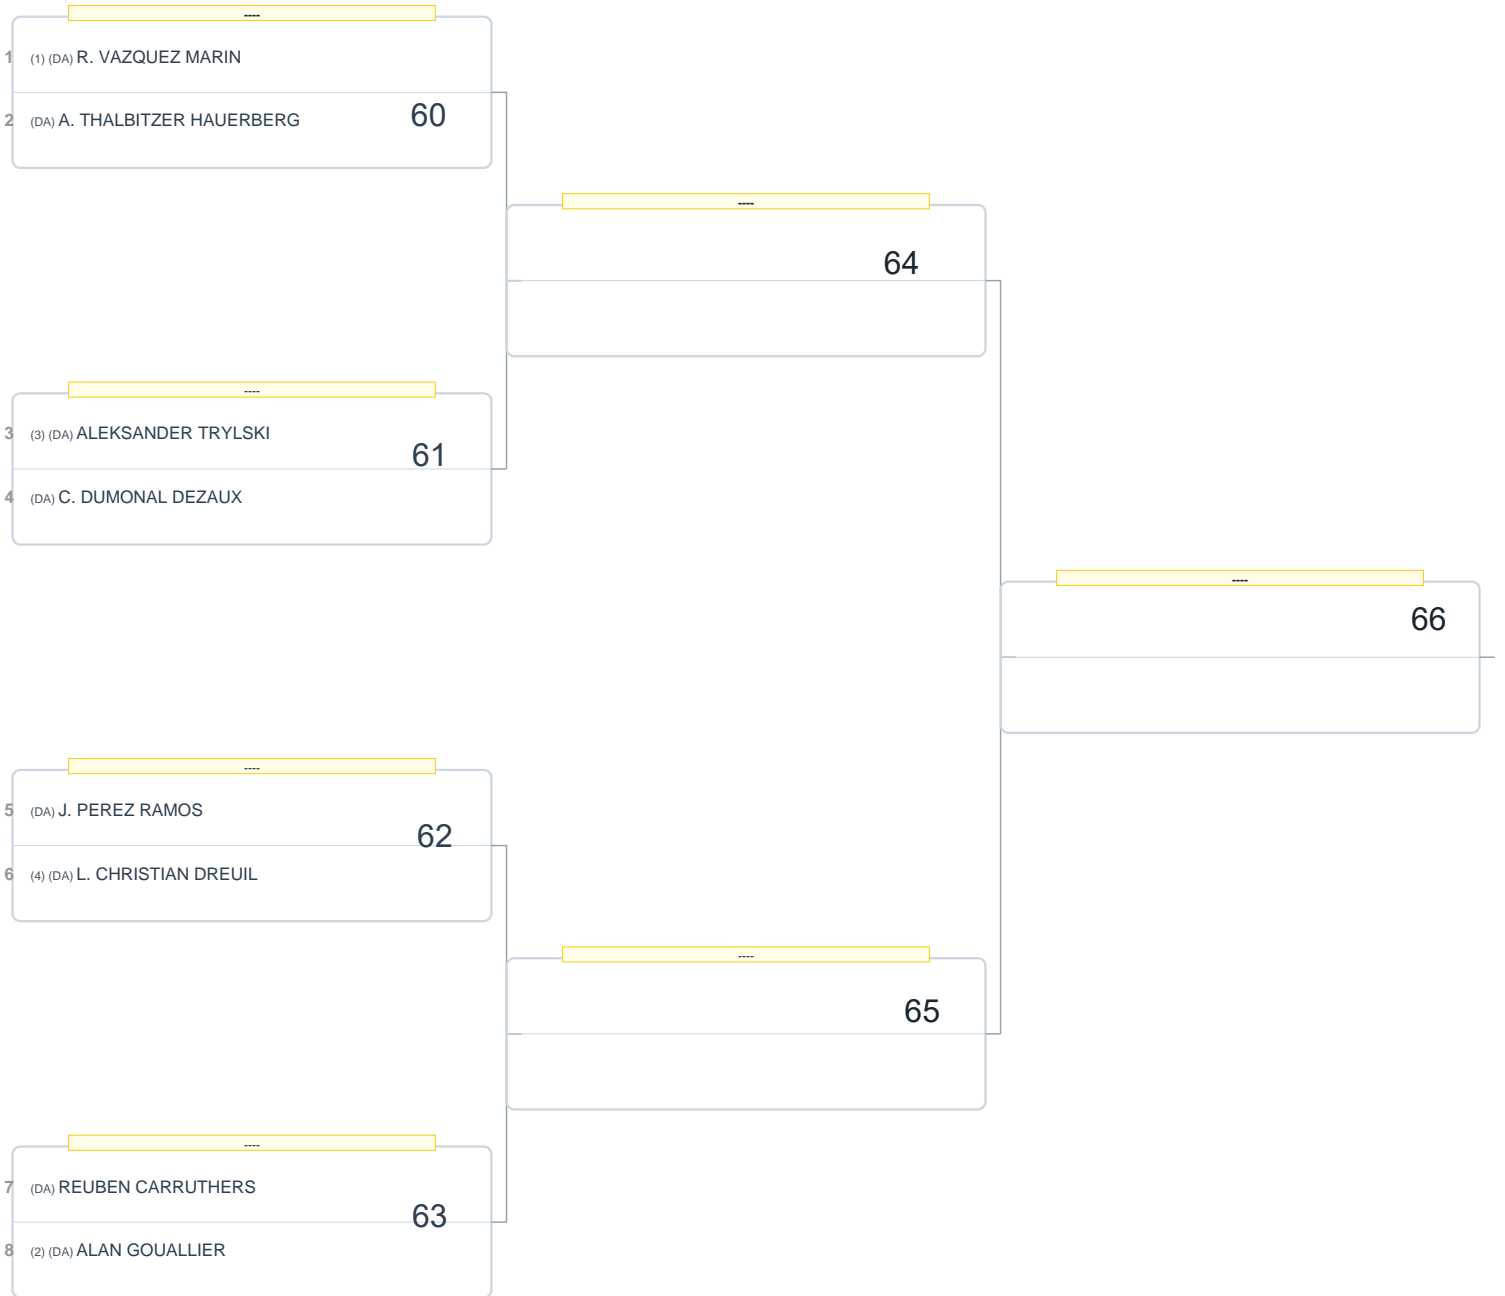 ----
1 (1) (DA) R. VAZQUEZ MARIN
2 (DA) A. THALBITZER HAUERBERG 60
----
64
----
3 (3) (DA) ALEKSANDER TRYLSKI
61
4 (DA) C. DUMONAL DEZAUX
----
66
----
5 (DA) J. PEREZ RAMOS
62
6 (4) (DA) L. CHRISTIAN DREUIL
----
65
----
7 (DA) REUBEN CARRUTHERS
63
8 (2) (DA) ALAN GOUALLIER